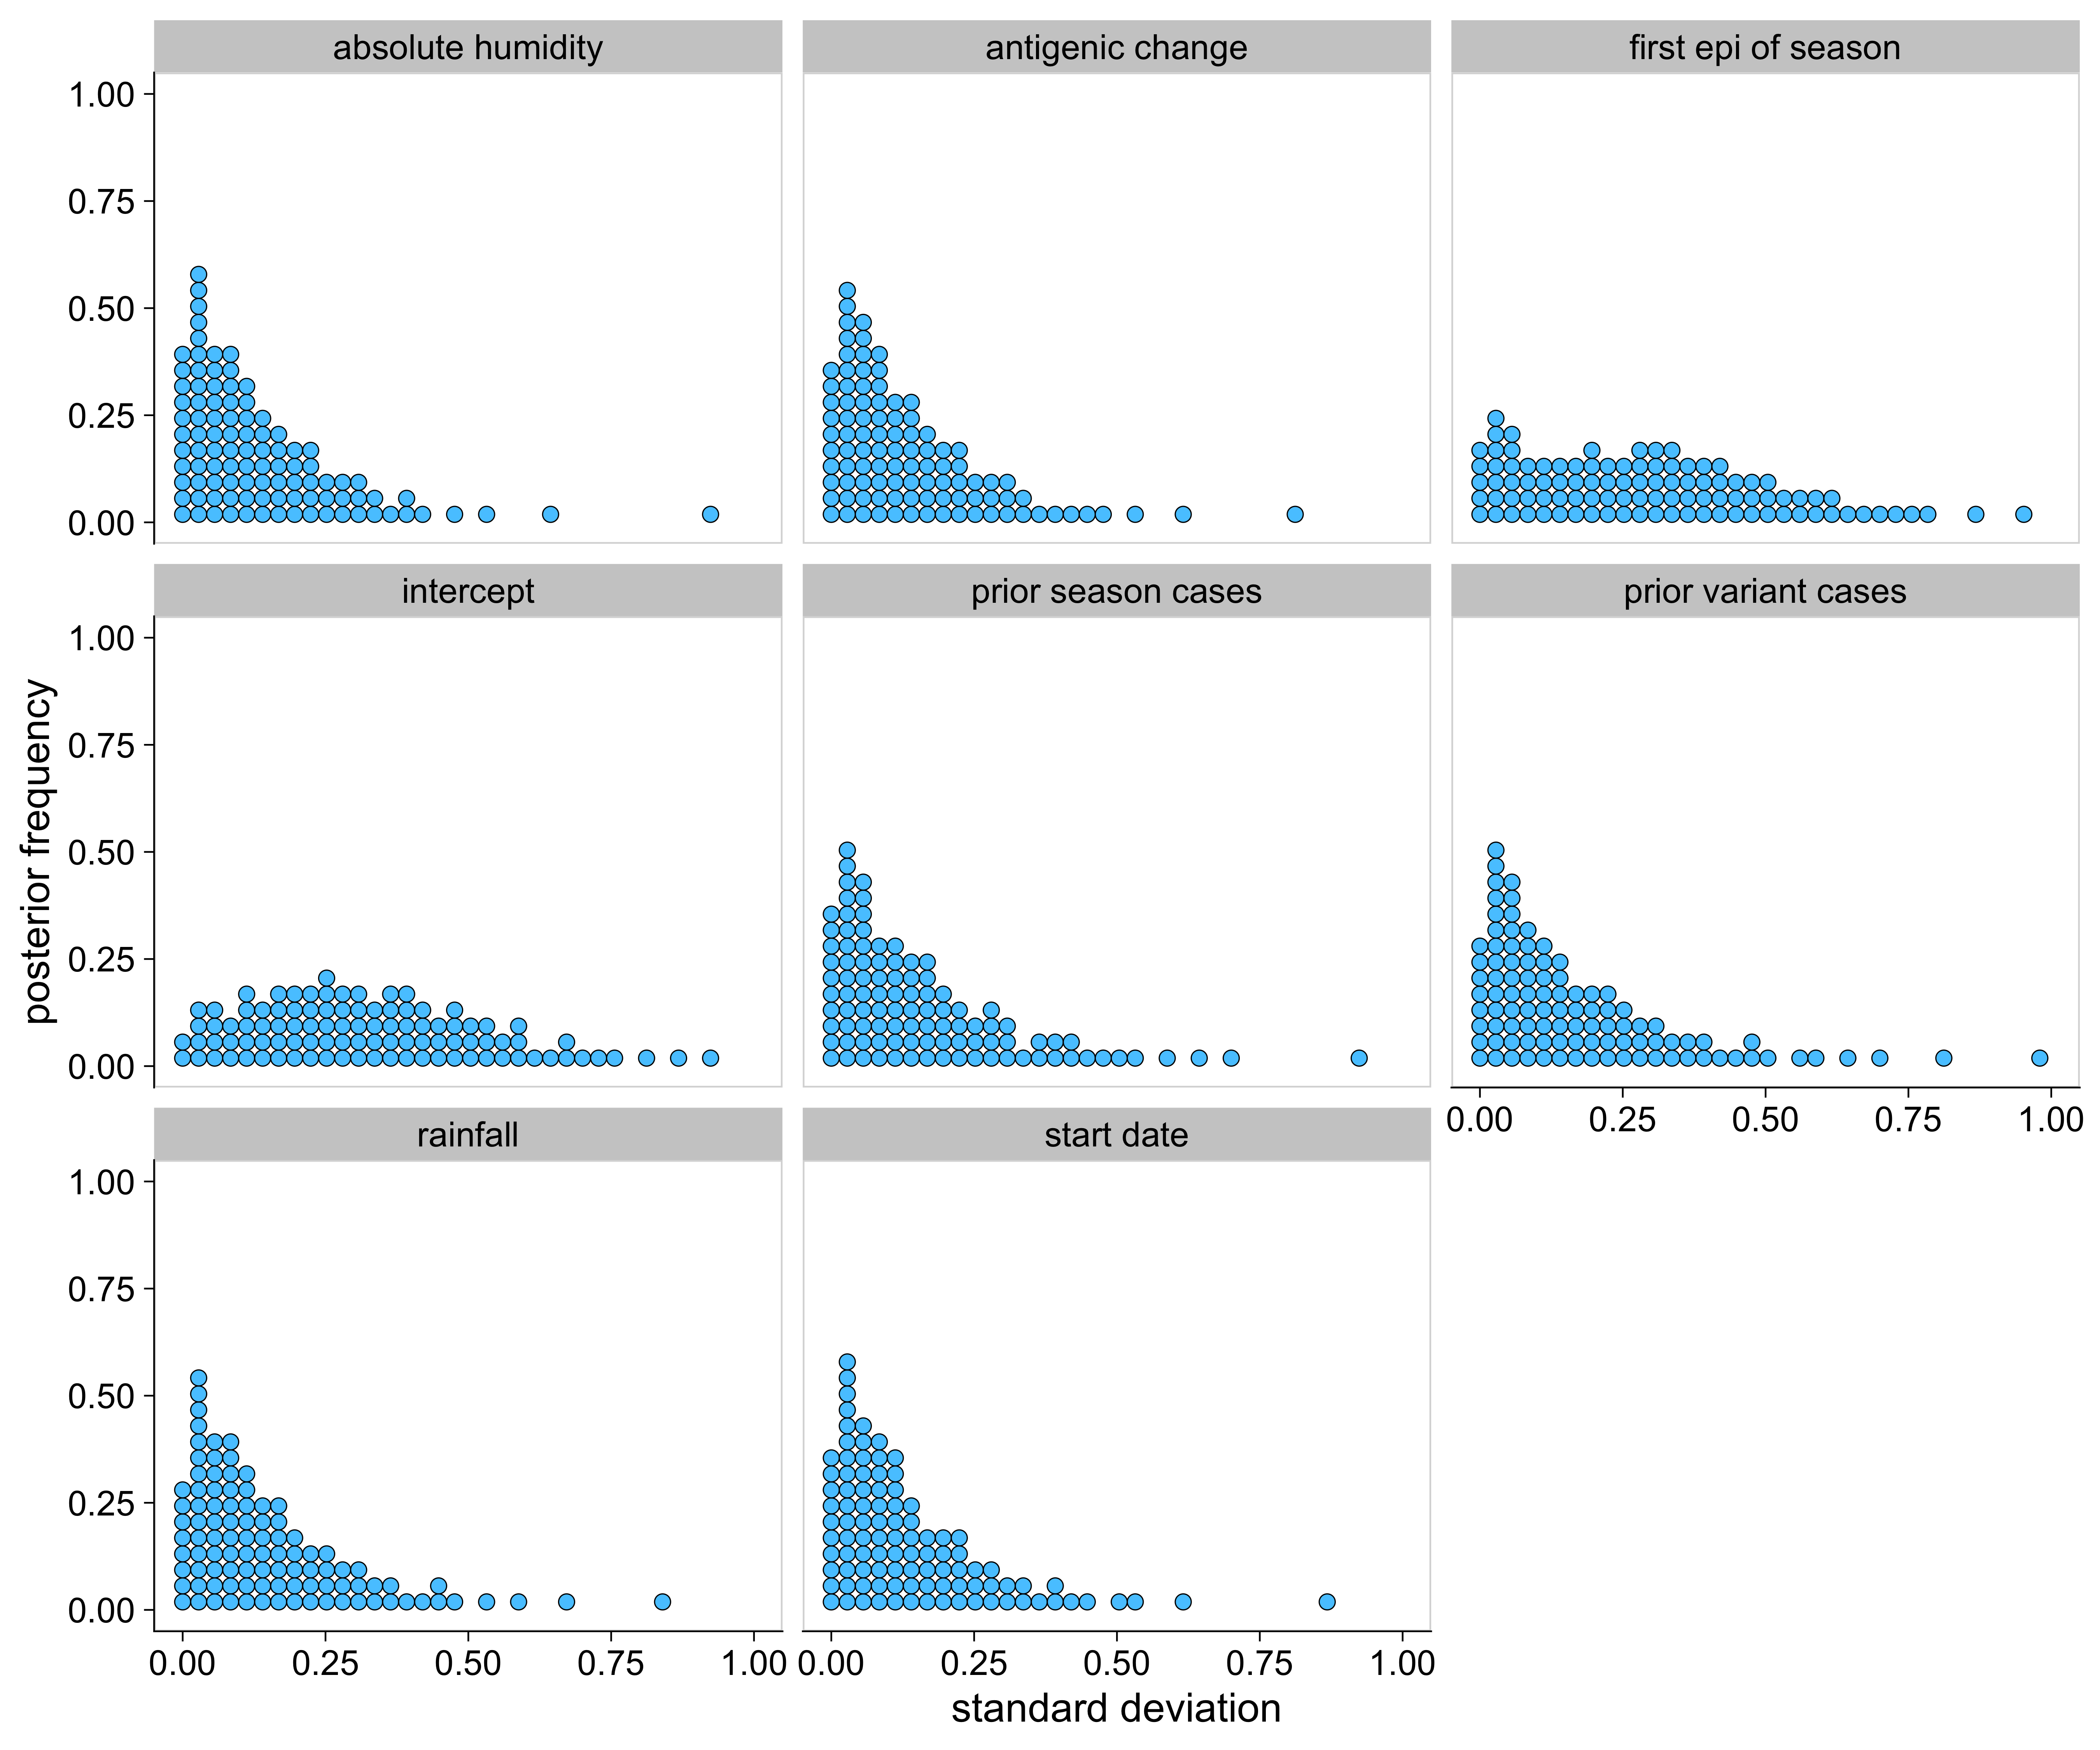 absolute humidity
antigenic change
first epi of season
1.00
0.75
0.50
0.25
0.00
intercept
prior season cases
prior variant cases
posterior frequency
1.00
0.75
0.50
0.25
0.00
0.00 0.25 0.50 0.75 1.00
rainfall
start date
1.00
0.75
0.50
0.25
0.00
0.00 0.25 0.50 0.75 1.00
0.00 0.25 0.50 0.75 1.00
standard deviation